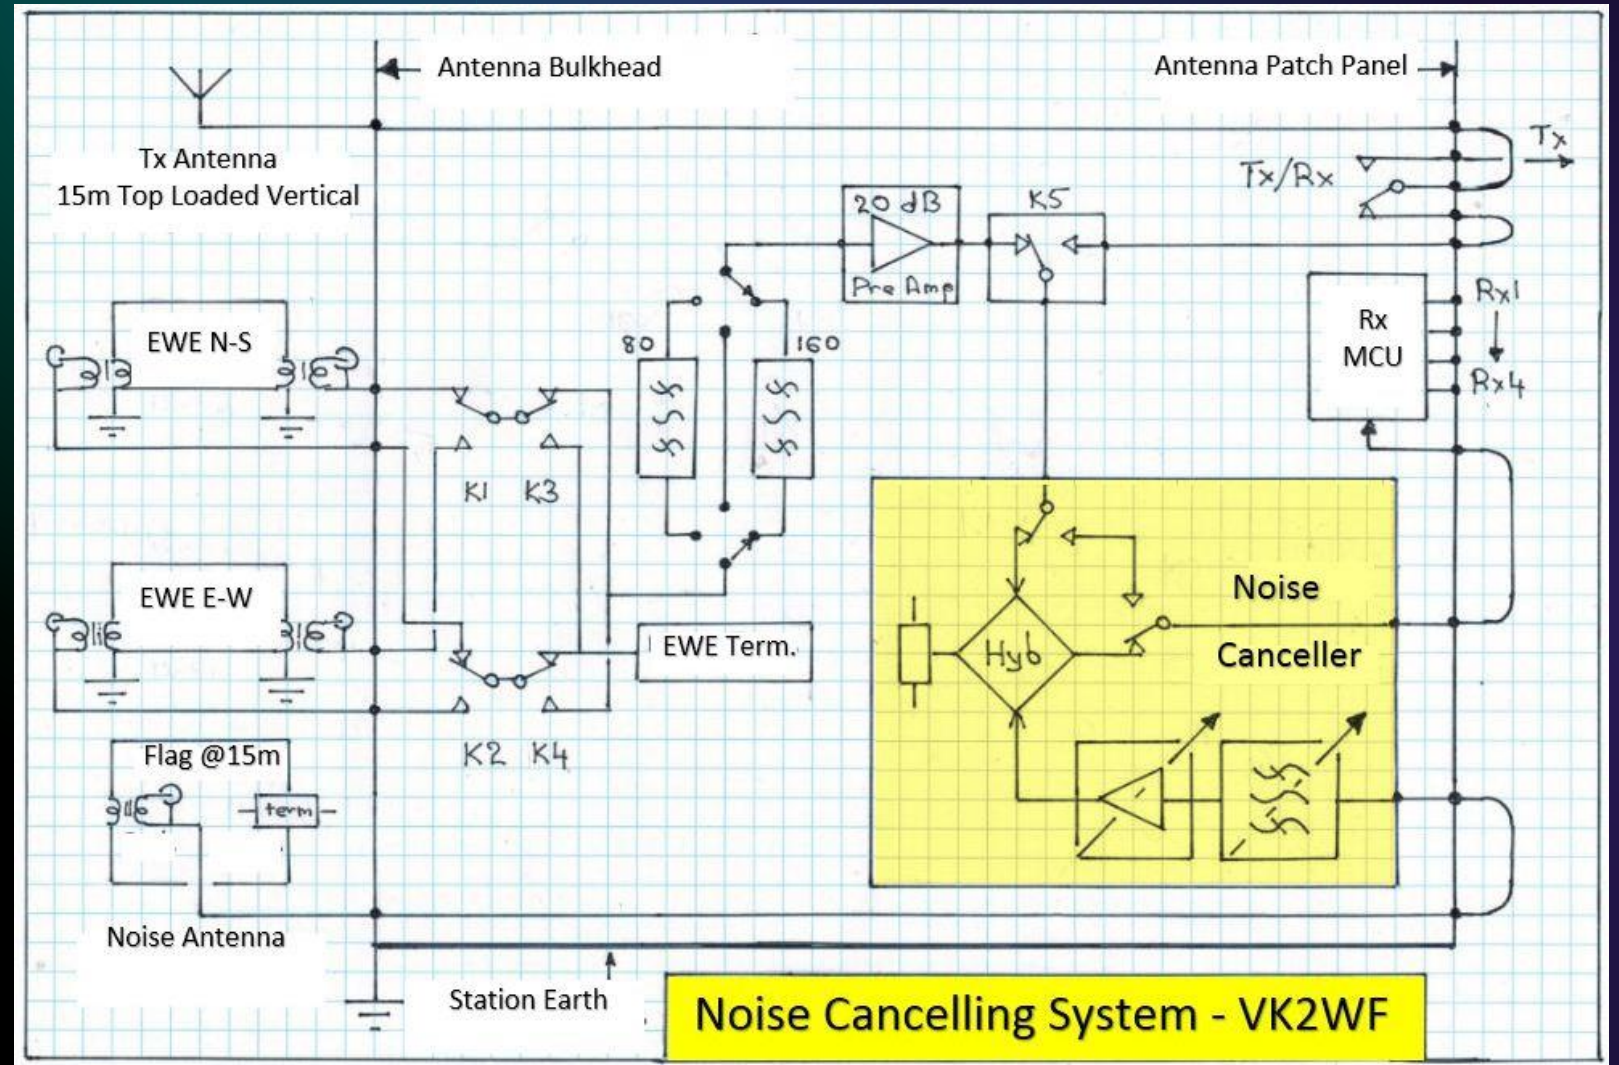 Antenna Bulkhead
Antenna Patch Panel
Tx
Tx Antenna
15m Top Loaded Vertical
Tx/Rx
20 dB
Pre Amp
K5
EWE N-S
80
160
Rx
MCU
Rx1
Rx4
K1 K3
EWE E-W
EWE Term.
Hyb
Noise
Canceller
K2 K4
Flag @15m
term
Noise Antenna
Station Earth
Noise Cancelling System - VK2WF